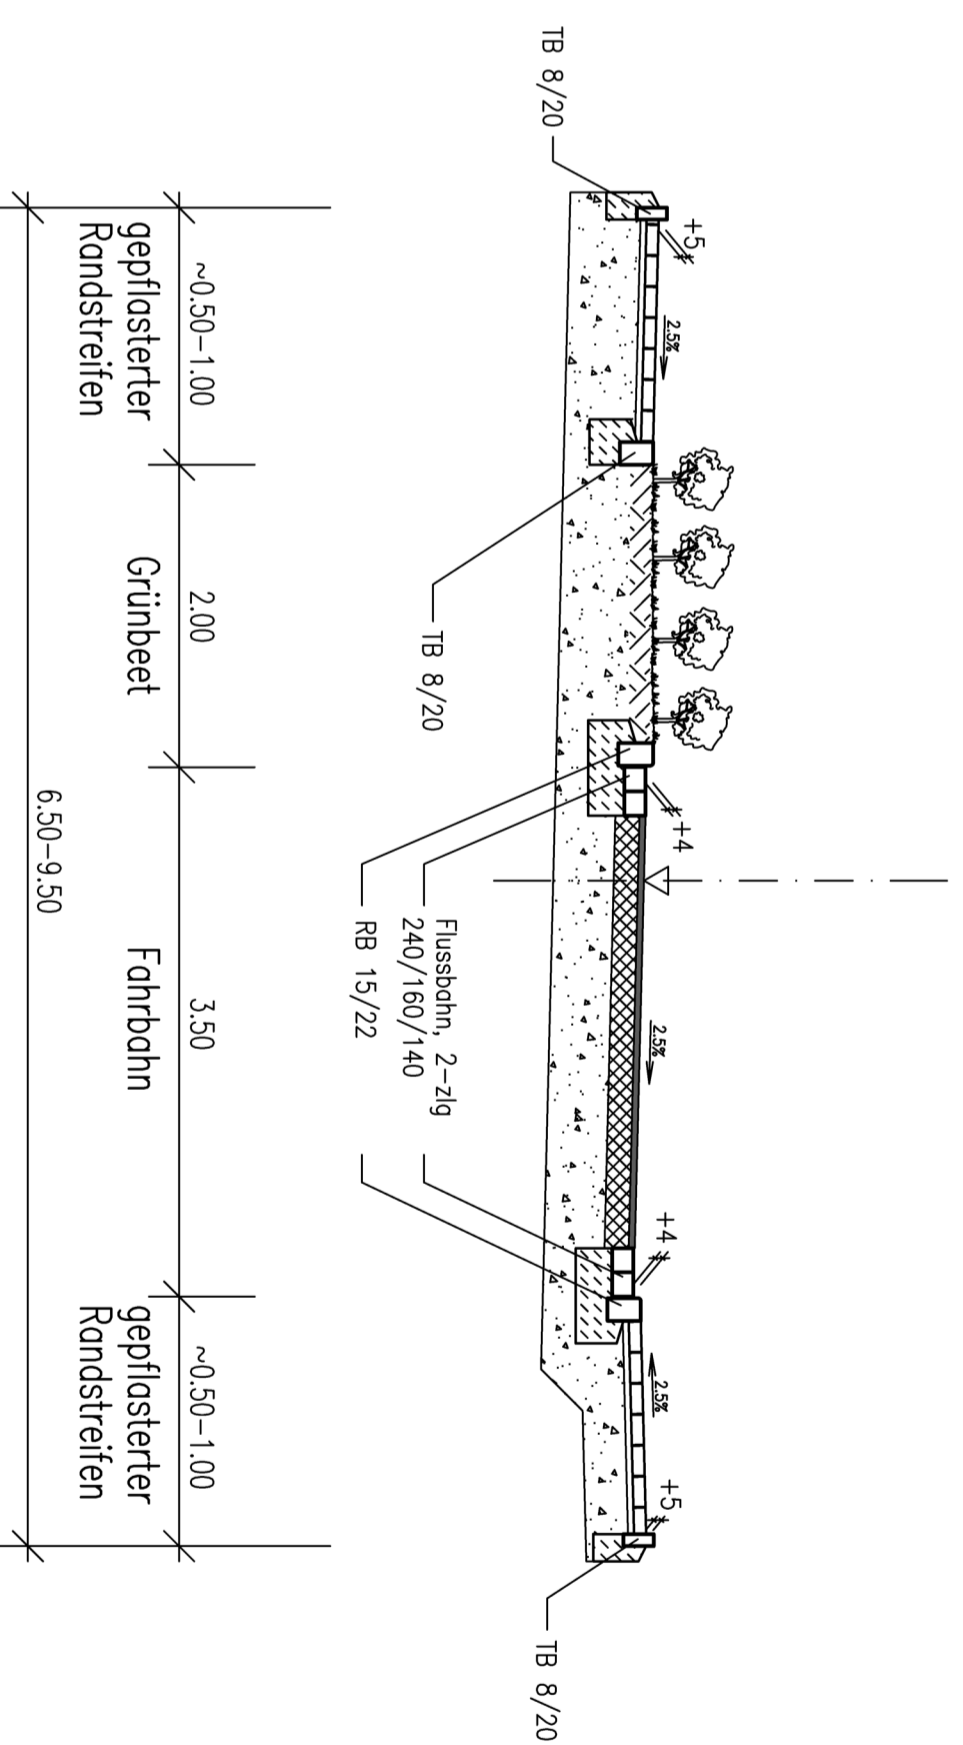 TB 8/20
+5
2.5%
TB 8/20
+4
Flussbahn, 2-zlg
240/160/140
RB 15/22
2.5%
+4
2.5%
+5
TB 8/20
~0.50-1.00
2.00
3.50
~0.50-1.00
gepflasterter
Randstreifen
Grünbeet
Fahrbahn
gepflasterter
Randstreifen
6.50-9.50